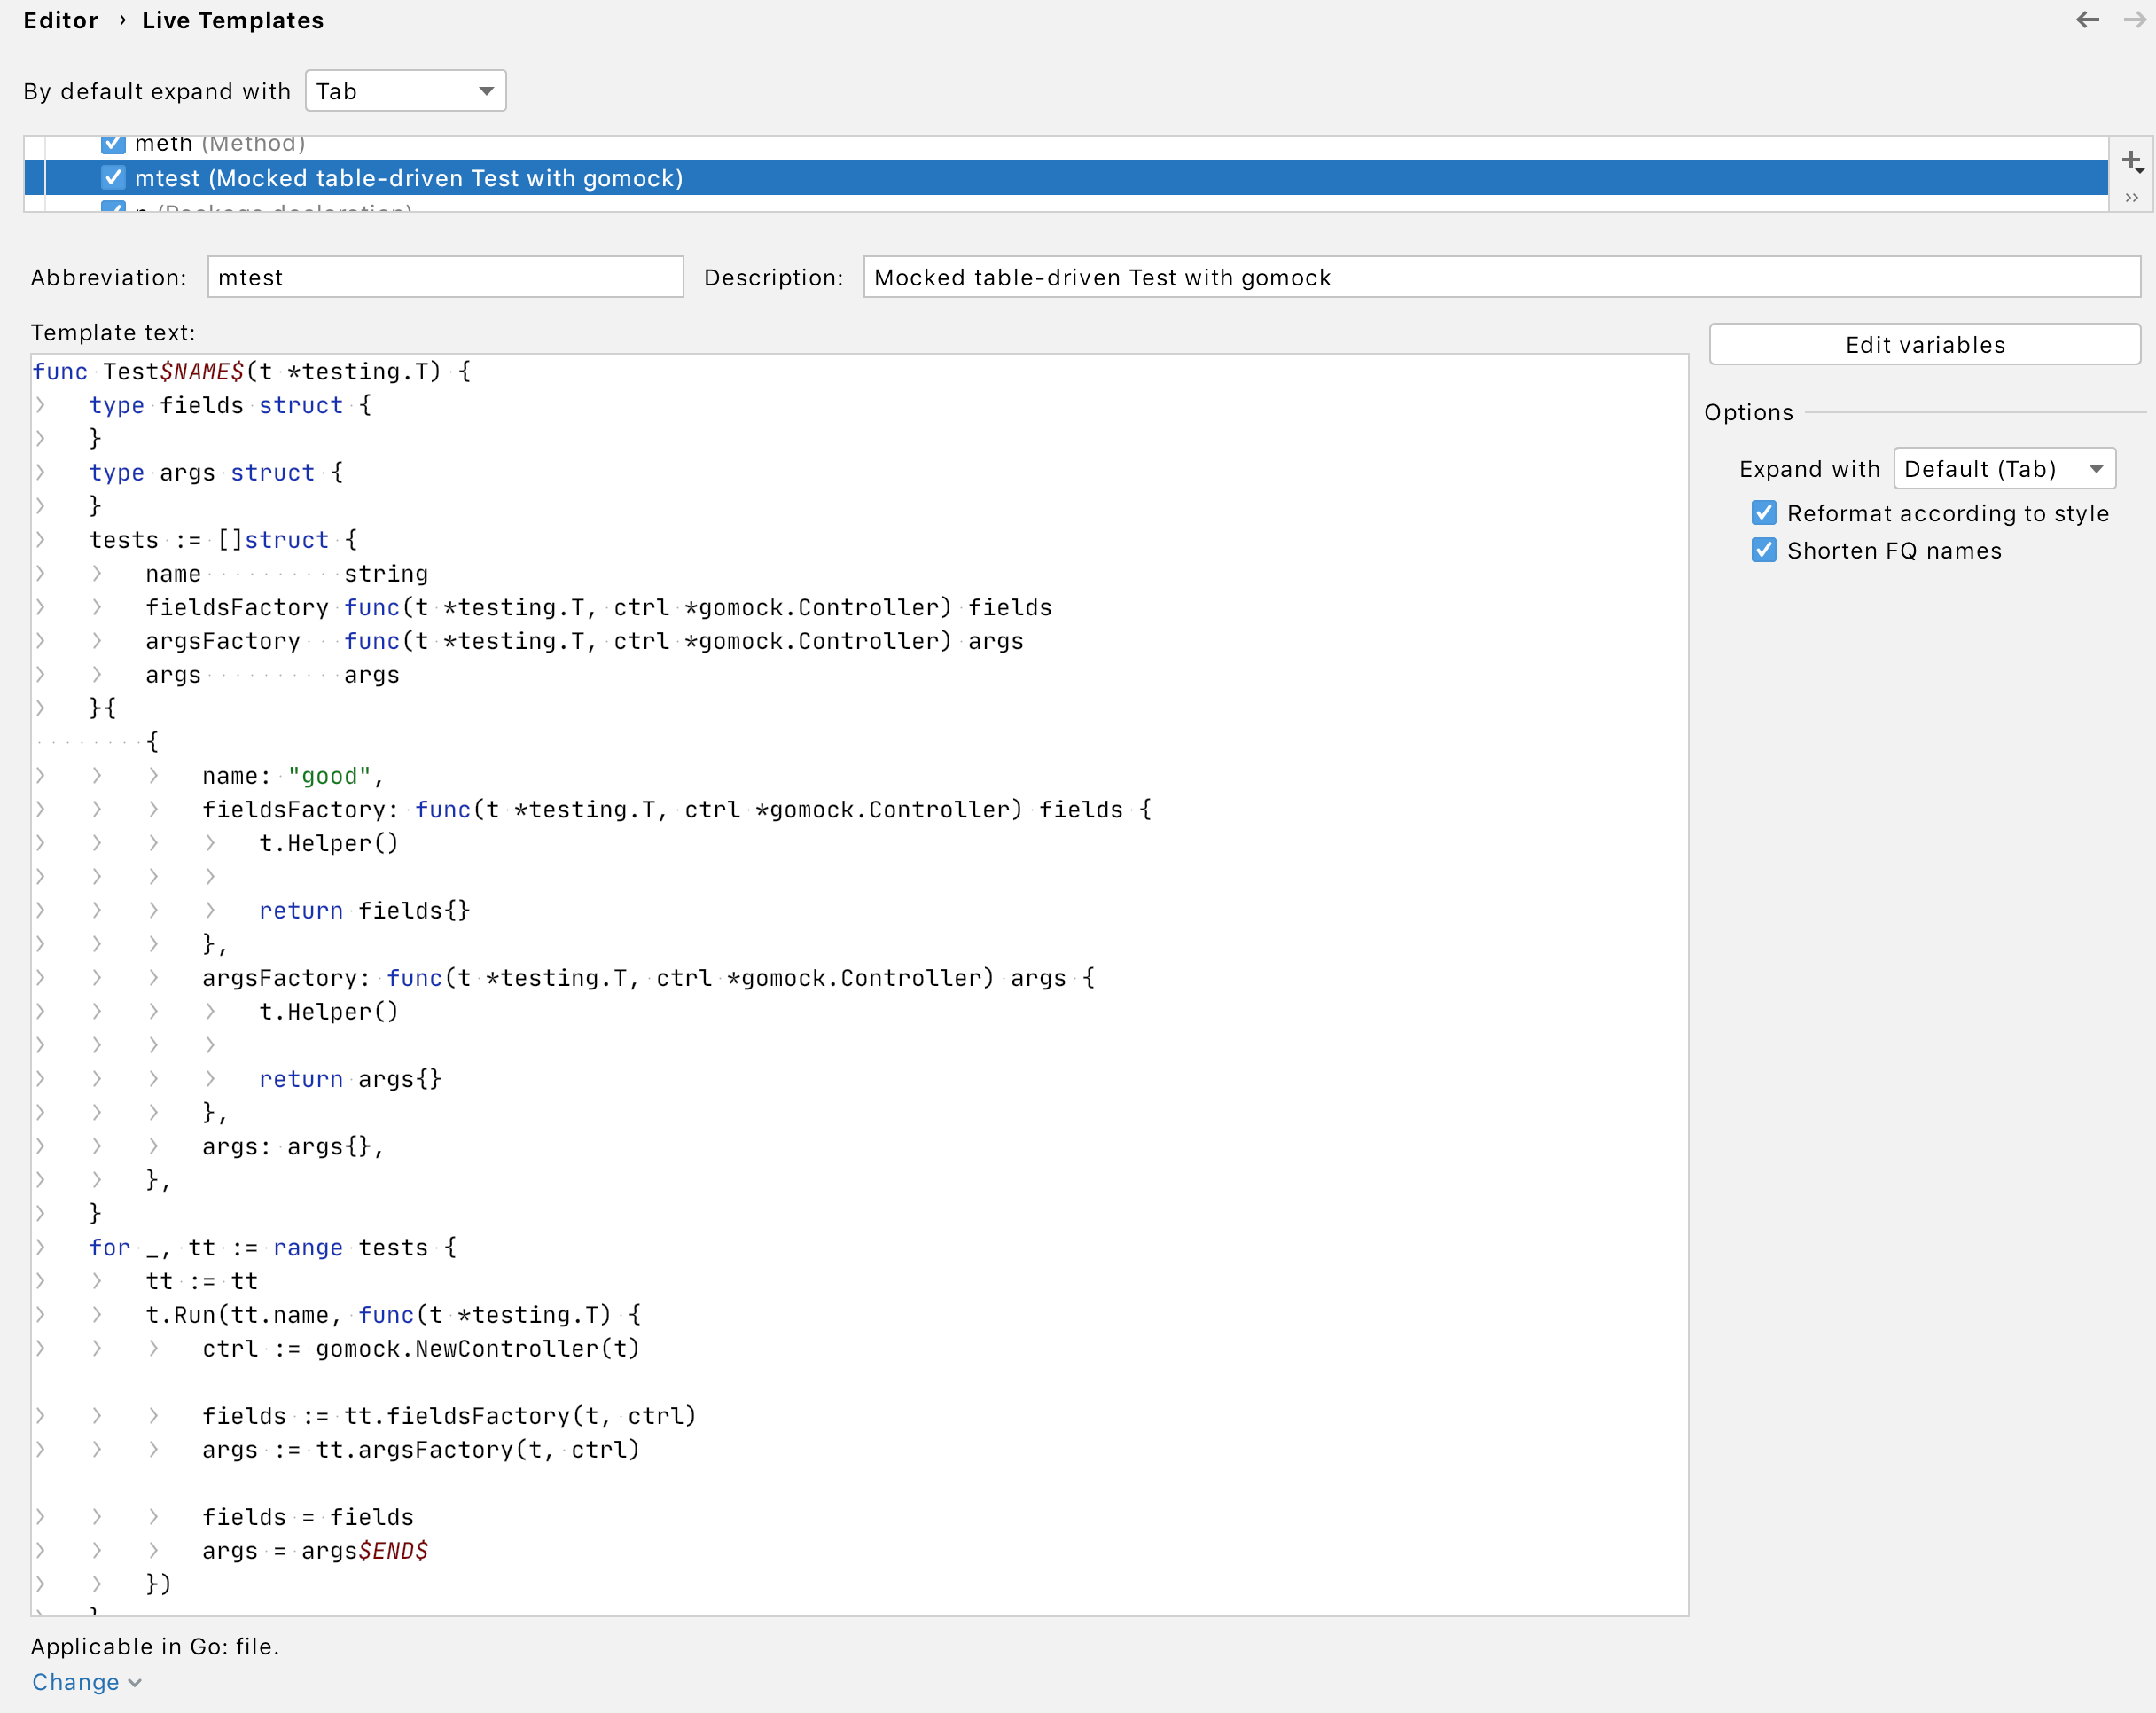 Editor › Live Templates
By default expand with Tab
meth (Method)
mtest (Mocked table-driven Test with gomock)
p (Package declaration)
Abbreviation: mtest Description: Mocked table-driven Test with gomock
Template text:
Edit variables
func Test$NAME$(t *testing.T) {
type fields struct {
}
type args struct {
}
tests := []struct {
name string
fieldsFactory func(t *testing.T, ctrl *gomock.Controller) fields
argsFactory func(t *testing.T, ctrl *gomock.Controller) args
args args
}{
{
name: "good",
fieldsFactory: func(t *testing.T, ctrl *gomock.Controller) fields {
t.Helper()
return fields{}
},
argsFactory: func(t *testing.T, ctrl *gomock.Controller) args {
t.Helper()
return args{}
},
args: args{},
},
}
for _, tt := range tests {
tt := tt
t.Run(tt.name, func(t *testing.T) {
ctrl := gomock.NewController(t)
fields := tt.fieldsFactory(t, ctrl)
args := tt.argsFactory(t, ctrl)
fields = fields
args = args$END$
})
}
Options
Expand with Default (Tab)
Reformat according to style
Shorten FQ names
Applicable in Go: file.
Change